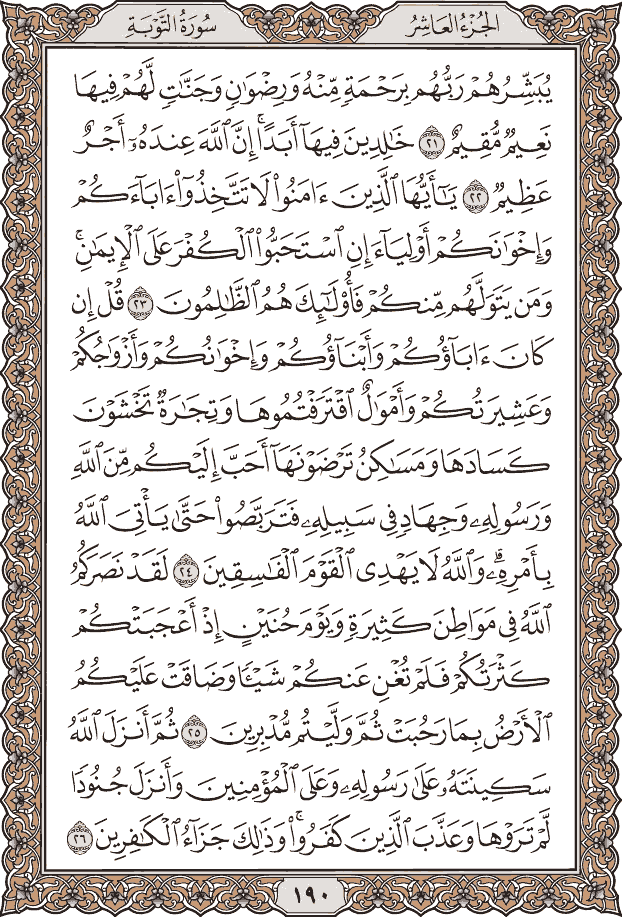 الجُزْءُ العَاشِرُ
سُورَةُ التَّوْبَةِ
يُبَشِّرُهُمْ رَبُّهُم بِرَحْمَةٍ مِّنْهُ وَرِضْوَٰنٍ وَجَنَّٰتٍ لَّهُمْ فِيهَا
نَعِيمٌ مُّقِيمٌ ٢١ خَٰلِدِينَ فِيهَآ أَبَدًا ۚ إِنَّ ٱللَّهَ عِندَهُۥٓ أَجْرٌ
عَظِيمٌ ٢٢ يَٰٓأَيُّهَا ٱلَّذِينَ ءَامَنُوا۟ لَا تَتَّخِذُوٓا۟ ءَابَآءَكُمْ
وَإِخْوَٰنَكُمْ أَوْلِيَآءَ إِنِ ٱسْتَحَبُّوا۟ ٱلْكُفْرَ عَلَى ٱلْإِيمَٰنِ ۚ
وَمَن يَتَوَلَّهُم مِّنكُمْ فَأُو۟لَٰٓئِكَ هُمُ ٱلظَّٰلِمُونَ ٢٣ قُلْ إِن
كَانَ ءَابَآؤُكُمْ وَأَبْنَآؤُكُمْ وَإِخْوَٰنُكُمْ وَأَزْوَٰجُكُمْ
وَعَشِيرَتُكُمْ وَأَمْوَٰلٌ ٱقْتَرَفْتُمُوهَا وَتِجَٰرَةٌ تَخْشَوْنَ
كَسَادَهَا وَمَسَٰكِنُ تَرْضَوْنَهَآ أَحَبَّ إِلَيْكُم مِّنَ ٱللَّهِ
وَرَسُولِهِۦ وَجِهَادٍ فِى سَبِيلِهِۦ فَتَرَبَّصُوا۟ حَتَّىٰ يَأْتِىَ ٱللَّهُ
بِأَمْرِهِۦ ۗ وَٱللَّهُ لَا يَهْدِى ٱلْقَوْمَ ٱلْفَٰسِقِينَ ٢٤ لَقَدْ نَصَرَكُمُ
ٱللَّهُ فِى مَوَاطِنَ كَثِيرَةٍ ۙ وَيَوْمَ حُنَيْنٍ ۙ إِذْ أَعْجَبَتْكُمْ
كَثْرَتُكُمْ فَلَمْ تُغْنِ عَنكُمْ شَيْـًٔا وَضَاقَتْ عَلَيْكُمُ
ٱلْأَرْضُ بِمَا رَحُبَتْ ثُمَّ وَلَّيْتُم مُّدْبِرِينَ ٢٥ ثُمَّ أَنزَلَ ٱللَّهُ
سَكِينَتَهُۥ عَلَىٰ رَسُولِهِۦ وَعَلَى ٱلْمُؤْمِنِينَ وَأَنزَلَ جُنُودًا
لَّمْ تَرَوْهَا وَعَذَّبَ ٱلَّذِينَ كَفَرُوا۟ ۚ وَذَٰلِكَ جَزَآءُ ٱلْكَٰفِرِينَ ٢٦
١٩٠